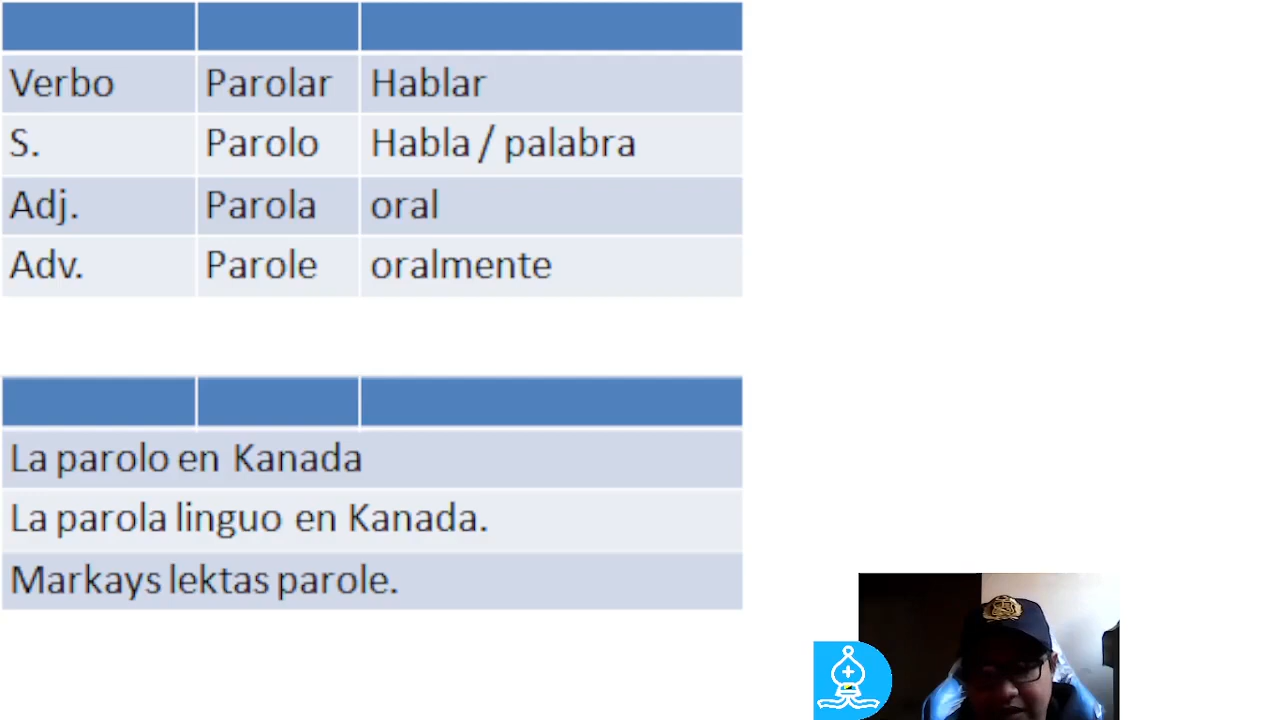 Verbo Parolar Hablar
S. Parolo Habla / palabra
Adj. Parola oral
Adv. Parole oralmente
La parolo en Kanada
La parola linguo en Kanada.
Markays lektas parole.